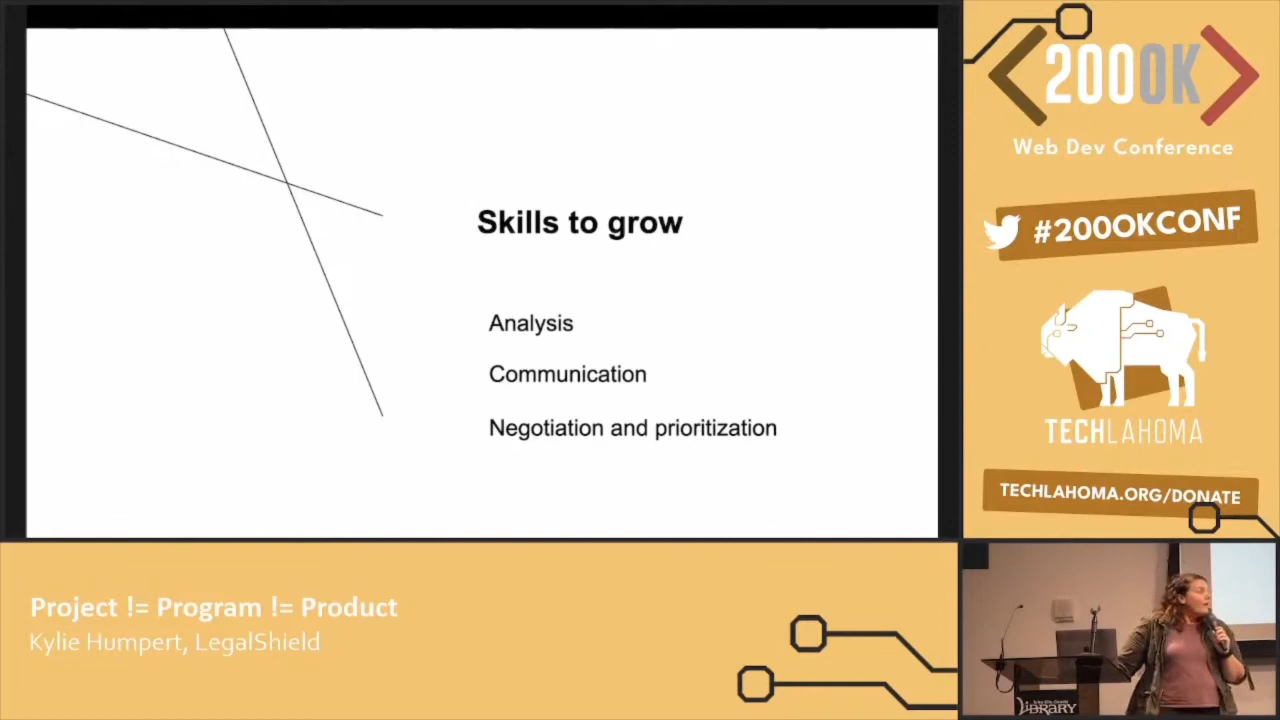 Skills to grow
Analysis
Communication
Negotiation and prioritization
200OK
Web Dev Conference
#200OKCONF
TECHLAHOMA
TECHLAHOMA.ORG/DONATE
Project != Program != Product
Kylie Humpert, LegalShield
LIBRARY